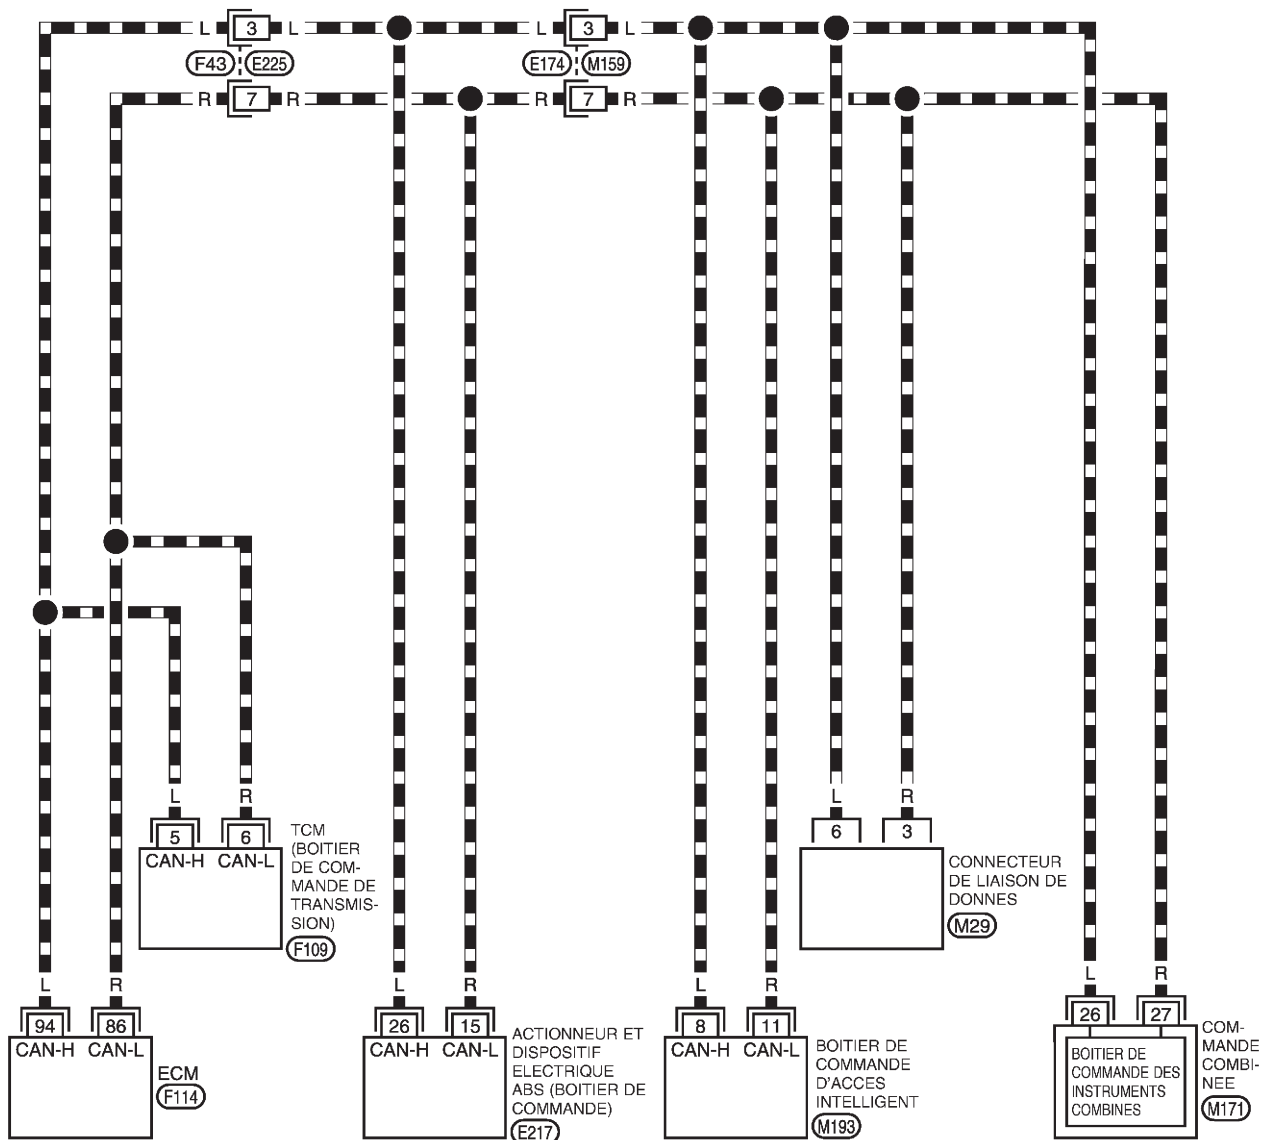 L 3 L L 3 L
F43 E225 E174 M159
R 7 R R 7 R
L R
5 6
CAN-H CAN-L
TCM
(BOITIER
DE COM-
MANDE DE
TRANSMIS-
SION)
F109
L R
6 3
CONNECTEUR
DE LIAISON DE
DONNES
M29
L R
94 86
CAN-H CAN-L
ECM
F114
L R
26 15
CAN-H CAN-L
ACTIONNEUR ET
DISPOSITIF
ELECTRIQUE
ABS (BOITIER DE
COMMANDE)
E217
L R
8 11
CAN-H CAN-L
BOITIER DE
COMMANDE
D'ACCES
INTELLIGENT
M193
L R
26 27
BOITIER DE
COMMANDE DES
INSTRUMENTS
COMBINES
COM-
MANDE
COMBI-
NEE
M171